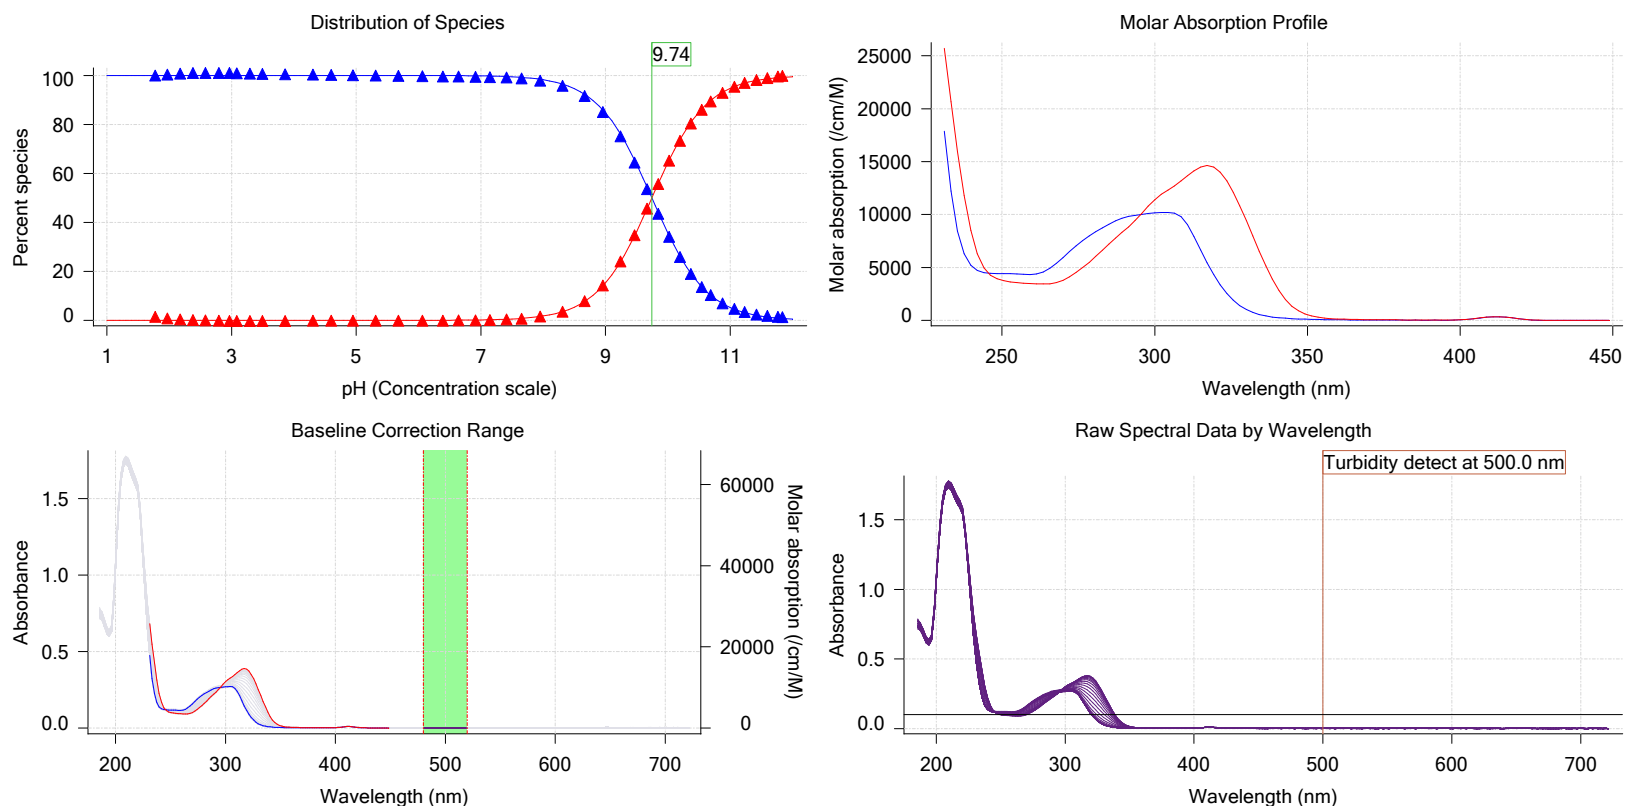 Distribution of Species
9.74
100
80
60
40
20
0
Percent species
1 3 5 7 9 11
pH (Concentration scale)
Molar Absorption Profile
25000
20000
15000
10000
5000
0
Molar absorption (/cm/M)
250 300 350 400 450
Wavelength (nm)
Baseline Correction Range
1.5
1.0
0.5
0.0
Absorbance
60000
40000
20000
0
Molar absorption (/cm/M)
200 300 400 500 600 700
Wavelength (nm)
Raw Spectral Data by Wavelength
Turbidity detect at 500.0 nm
1.5
1.0
0.5
0.0
Absorbance
200 300 400 500 600 700
Wavelength (nm)